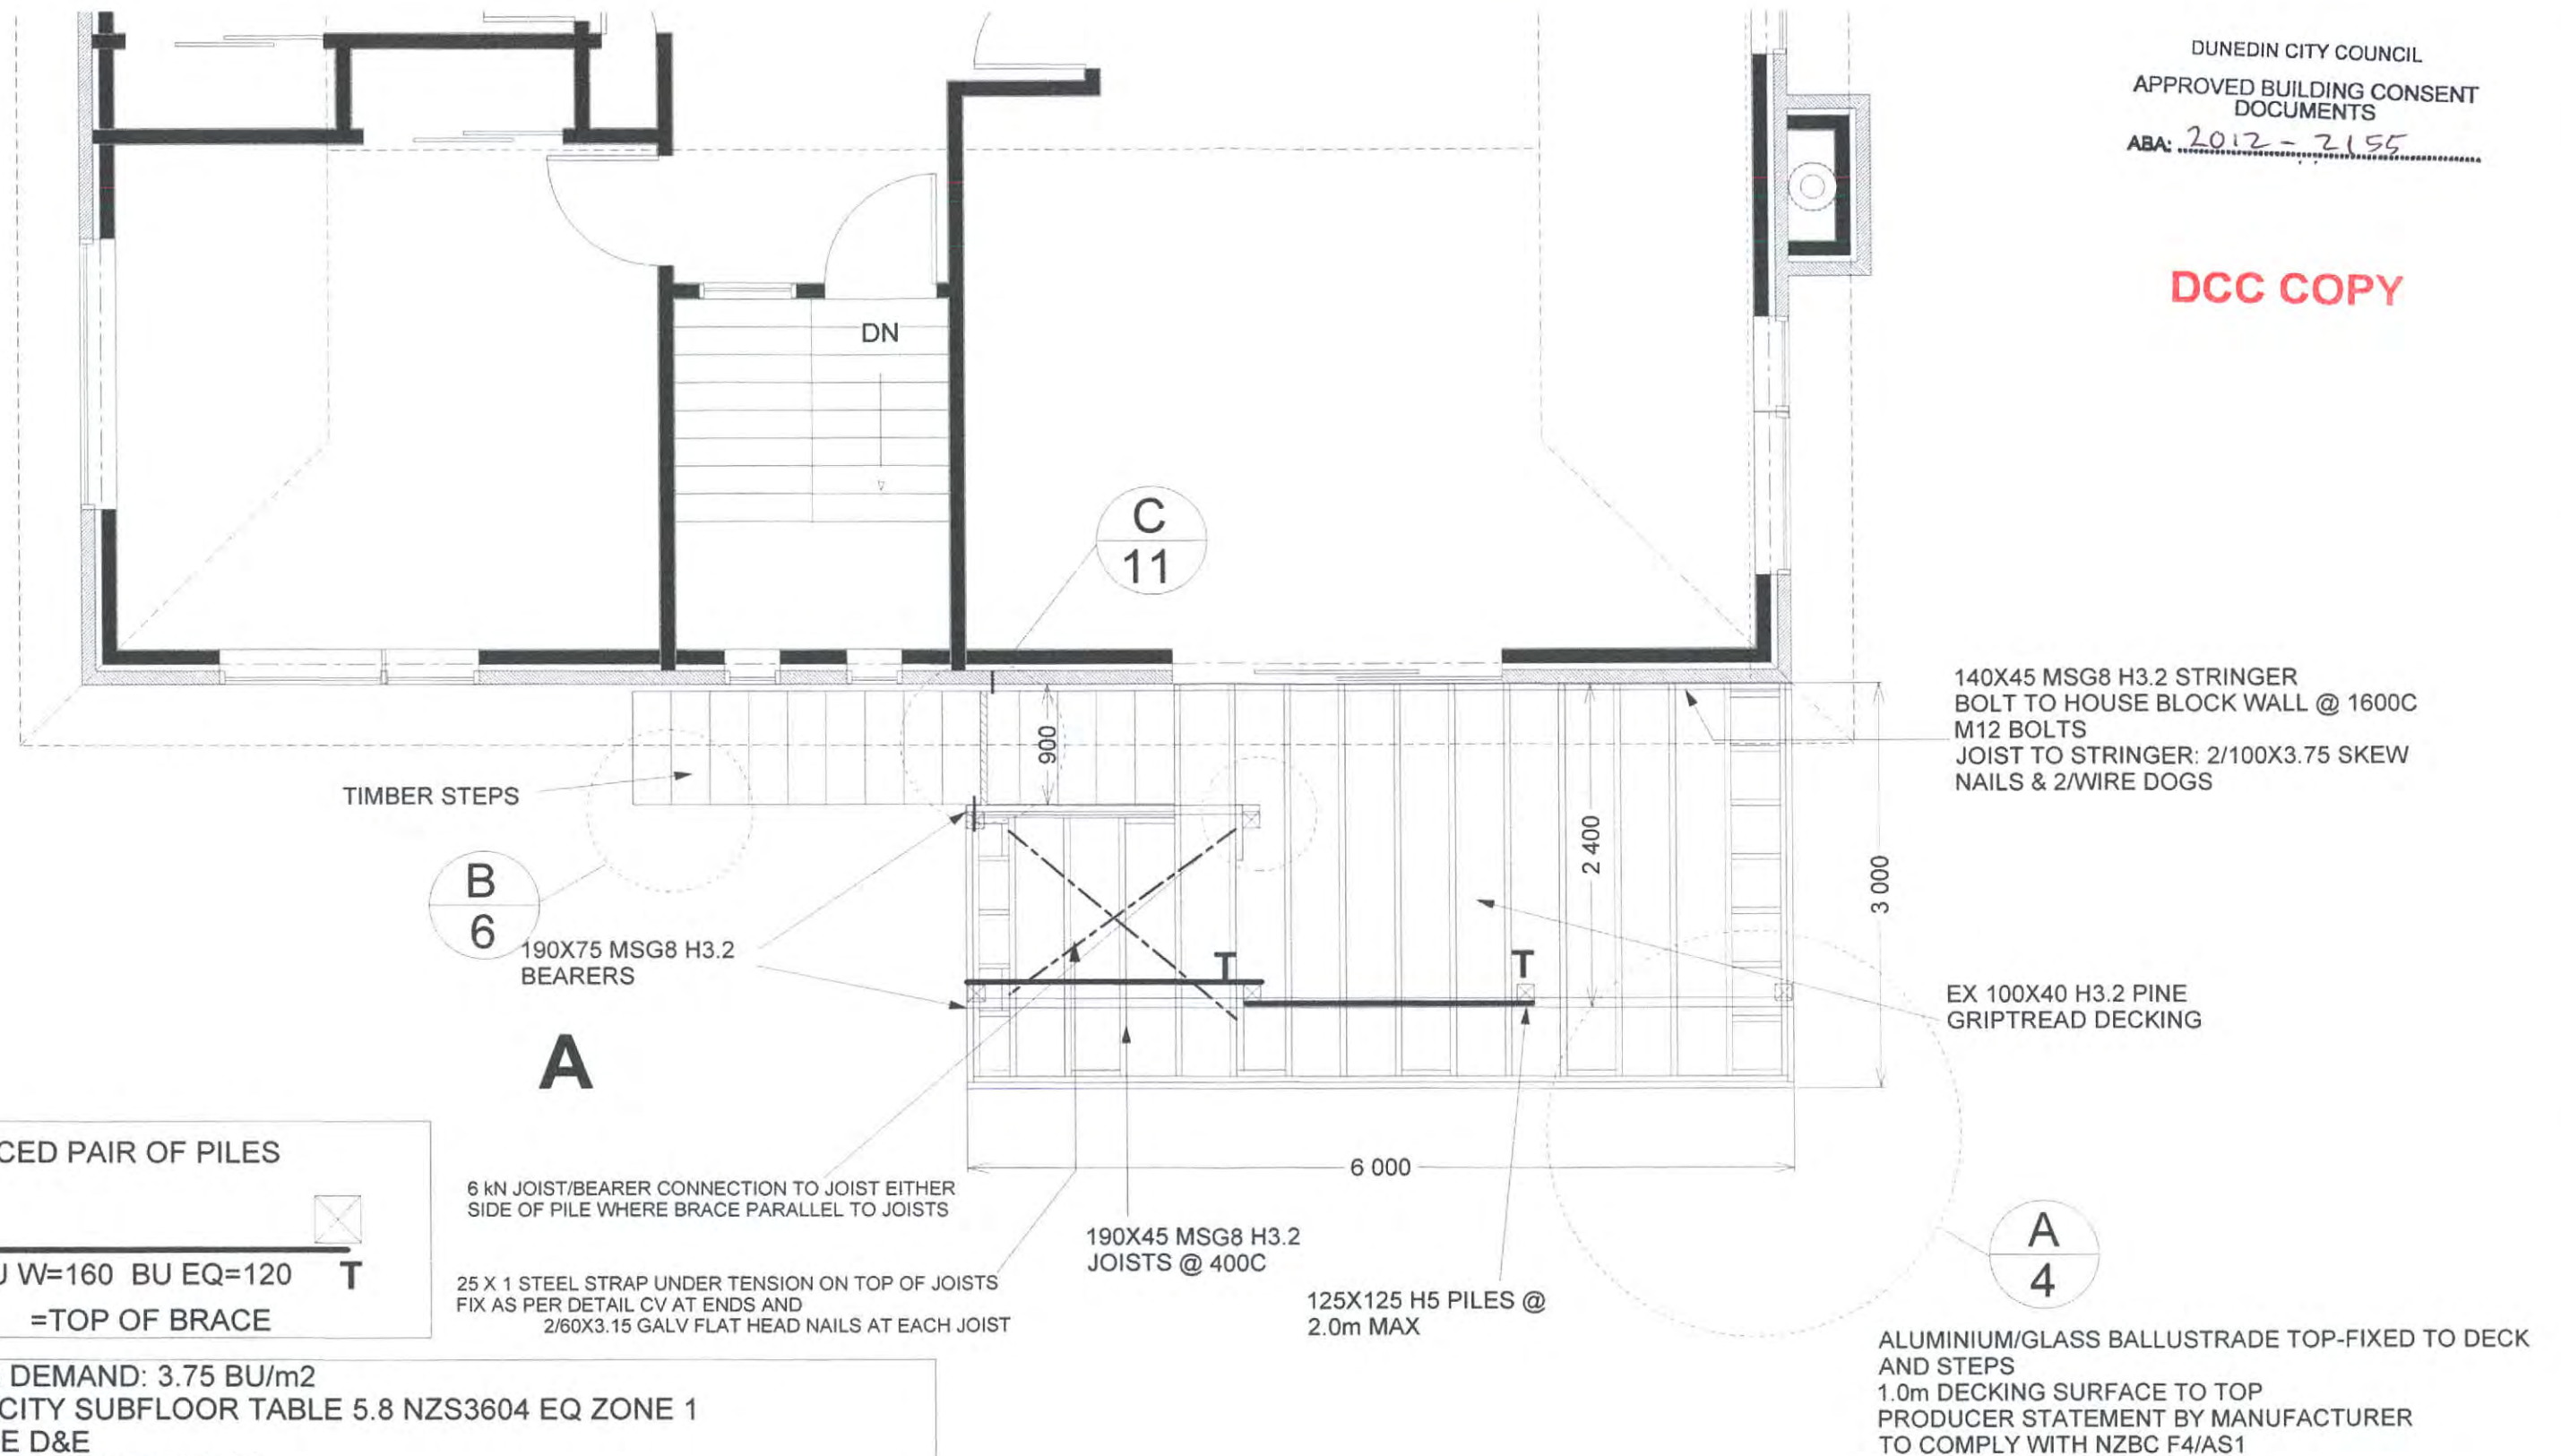 DUNEDIN CITY COUNCIL
APPROVED BUILDING CONSENT
DOCUMENTS
ABA: 2012 - 2155
DCC COPY
DN
C
11
140X45 MSG8 H3.2 STRINGER
BOLT TO HOUSE BLOCK WALL @ 1600C
M12 BOLTS
JOIST TO STRINGER: 2/100X3.75 SKEW
NAILS & 2/WIRE DOGS
900
TIMBER STEPS
2 400
3 000
B
6
190X75 MSG8 H3.2
BEARERS
T
T
EX 100X40 H3.2 PINE
GRIPTREAD DECKING
A
CED PAIR OF PILES
W=160 BU EQ=120 T
=TOP OF BRACE
6 kN JOIST/BEARER CONNECTION TO JOIST EITHER
SIDE OF PILE WHERE BRACE PARALLEL TO JOISTS
6 000
190X45 MSG8 H3.2
JOISTS @ 400C
25 X 1 STEEL STRAP UNDER TENSION ON TOP OF JOISTS
FIX AS PER DETAIL CV AT ENDS AND
2/60X3.15 GALV FLAT HEAD NAILS AT EACH JOIST
125X125 H5 PILES @
2.0m MAX
A
4
ALUMINIUM/GLASS BALLUSTRADE TOP-FIXED TO DECK
AND STEPS
1.0m DECKING SURFACE TO TOP
PRODUCER STATEMENT BY MANUFACTURER
TO COMPLY WITH NZBC F4/AS1
DEMAND: 3.75 BU/m2
CITY SUBFLOOR TABLE 5.8 NZS3604 EQ ZONE 1
E D&E